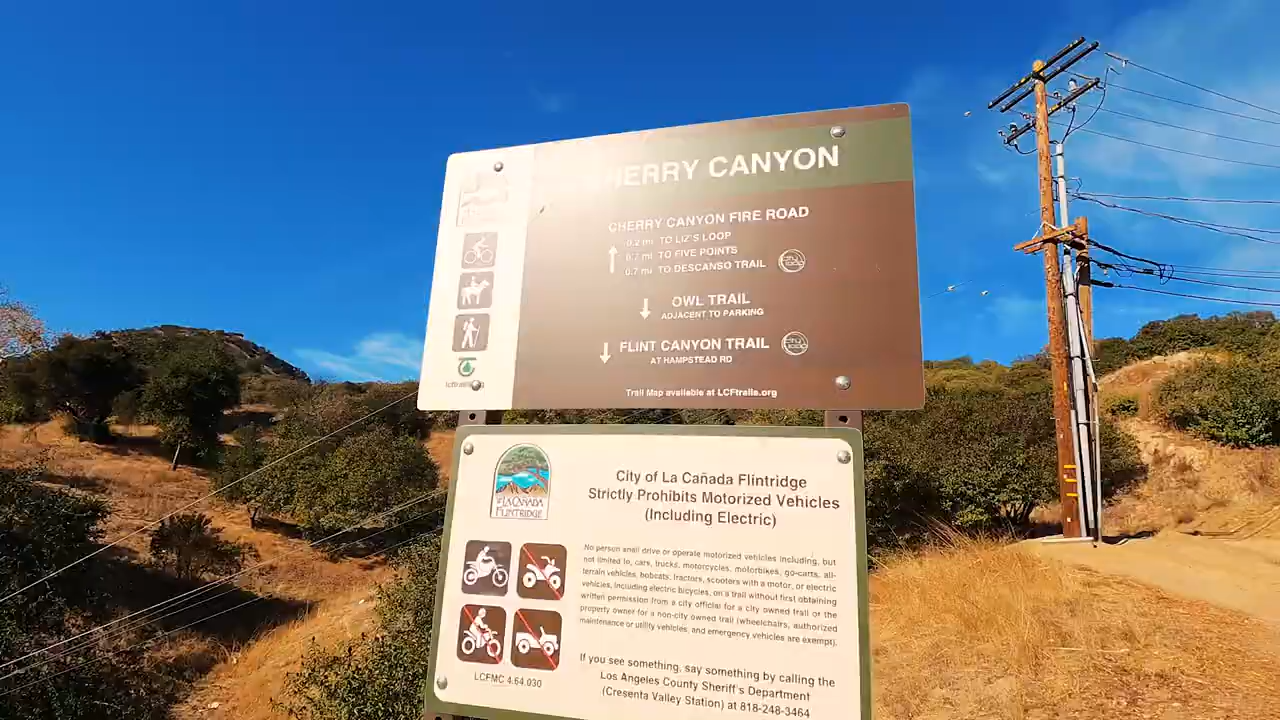 CHERRY CANYON
CHERRY CANYON FIRE ROAD
0.2 mi TO LIZ'S LOOP
0.7 mi TO FIVE POINTS
0.7 mi TO DESCANSO TRAIL
OWL TRAIL
ADJACENT TO PARKING
FLINT CANYON TRAIL
AT HAMPSTEAD RD
Trail Map available at LCFtrails.org
LA CAÑADA
FLINTRIDGE
City of La Cañada Flintridge
Strictly Prohibits Motorized Vehicles
(Including Electric)
No person shall drive or operate motorized vehicles including, but
not limited to, cars, trucks, motorcycles, motorbikes, go-carts, all-
terrain vehicles, bobcats, tractors, scooters with a motor, or electric
vehicles, including electric bicycles, on a trail without first obtaining
written permission from a city official for a city owned trail or the
property owner for a non-city owned trail (wheelchairs, authorized
maintenance or utility vehicles, and emergency vehicles are exempt).
LCFMC 4.64.030
If you see something, say something by calling the
Los Angeles County Sheriff's Department
(Cresenta Valley Station) at 818-248-3464